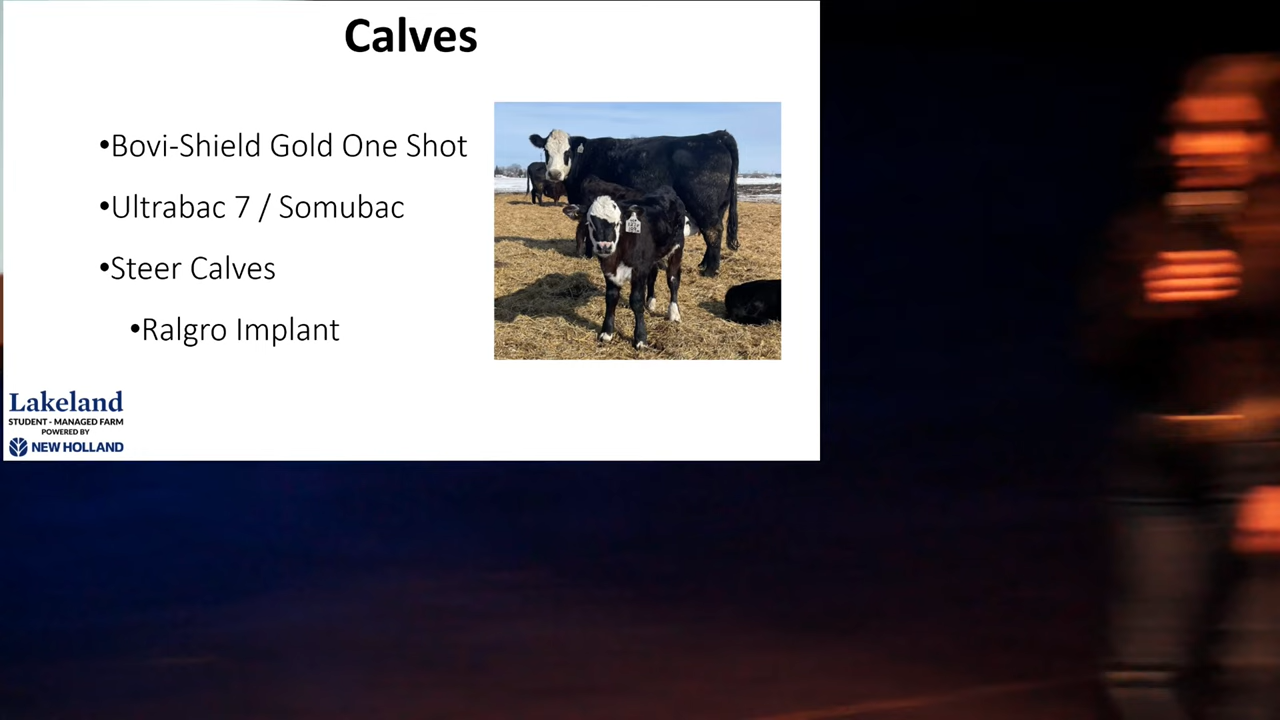 Calves
•Bovi-Shield Gold One Shot
•Ultrabac 7 / Somubac
•Steer Calves
•Ralgro Implant
Lakeland
STUDENT - MANAGED FARM
POWERED BY
NEW HOLLAND